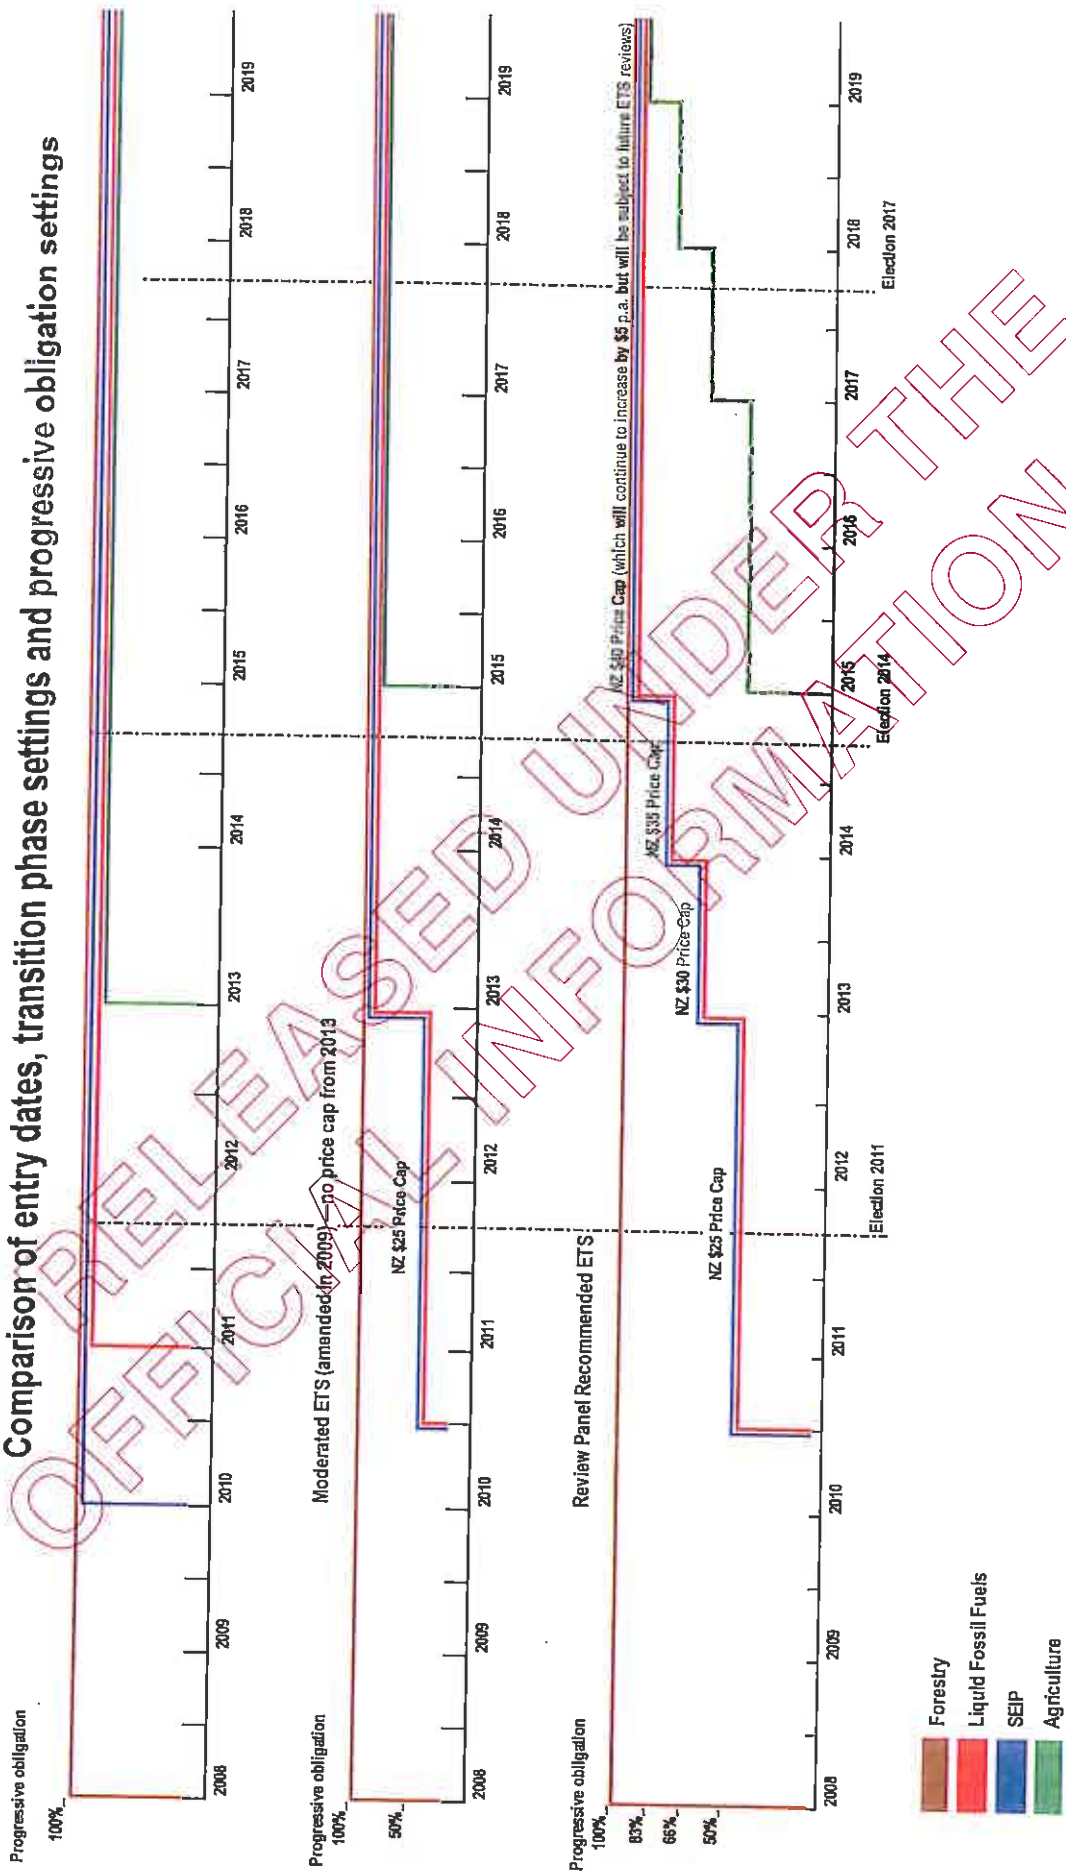 Comparison of entry dates, transition phase settings and progressive obligation settings
Progressive obligation
100%
2008
2009
2010
2011
2012
2013
2014
2015
2016
2017
2018
2019
Moderated ETS (amended in 2009) – no price cap from 2013
Progressive obligation
100%
50%
NZ $25 Price Cap
2008
2009
2010
2011
2012
2013
2014
2015
2016
2017
2018
2019
Review Panel Recommended ETS
Progressive obligation
100%
83%
66%
50%
NZ $25 Price Cap
NZ $30 Price Cap
NZ $35 Price Cap
NZ $40 Price Cap (which will continue to increase by $5 p.a. but will be subject to future ETS reviews)
2008
2009
2010
2011
2012
2013
2014
2015
2016
2017
2018
2019
Election 2011
Election 2014
Election 2017
Forestry
Liquid Fossil Fuels
SEIP
Agriculture
RELEASED UNDER THE
OFFICIAL INFORMATION